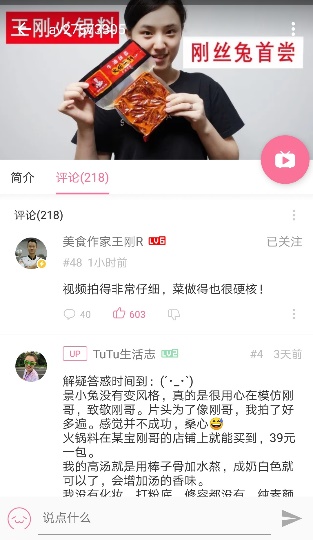 王刚火锅料
刚丝兔首尝
简介 评论(218)
评论(218)
美食作家王刚R LV6 已关注
#48 1小时前
视频拍得非常仔细，菜做得也很硬核！
40 603
UP TuTu生活志 LV5 #4 3天前
解疑答惑时间到：(´･_･`)
景小兔没有变风格，真的是很用心在模仿刚
哥，致敬刚哥。片头为了像刚哥，我拍了好
多遍。感觉并不成功，桑心😅
火锅料在某宝刚哥的店铺上就能买到，39元
一包。
我的高汤就是用棒子骨加水熬，成奶白色就
可以了，会增加汤的香味。
我没有化妆，打粉底，修容都没有，纯素颜
说点什么